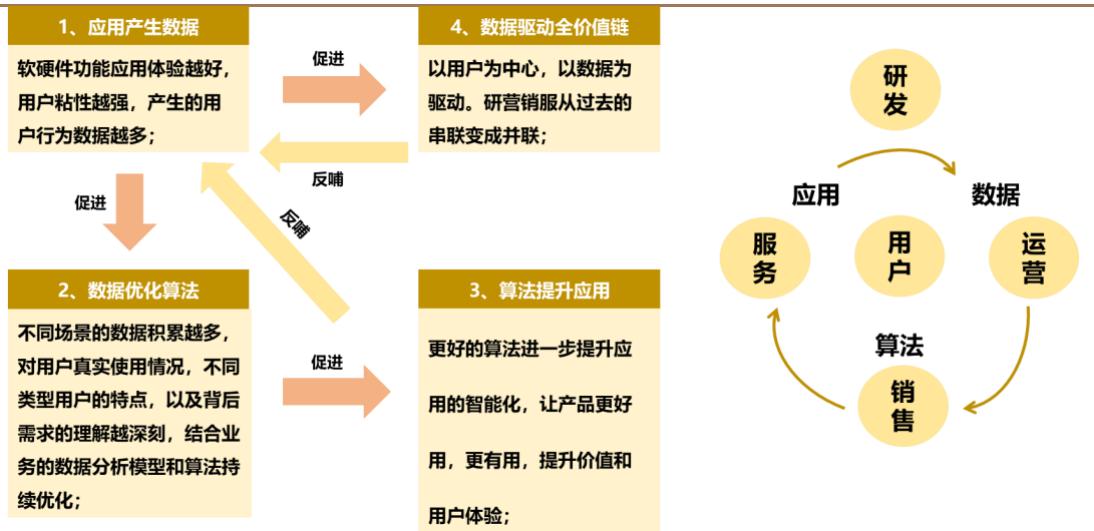 1、应用产生数据
软硬件功能应用体验越好，
用户粘性越强，产生的用
户行为数据越多；
促进
4、数据驱动全价值链
以用户为中心，以数据为
驱动。研营销服从过去的
串联变成并联；
反哺
促进
反哺
2、数据优化算法
不同场景的数据积累越多，
对用户真实使用情况，不同
类型用户的特点，以及背后
需求的理解越深刻，结合业
务的数据分析模型和算法持
续优化；
促进
3、算法提升应用
更好的算法进一步提升应
用的智能化，让产品更好
用，更有用，提升价值和
用户体验；
研
发
应用
数据
服
务
用
户
运
营
算法
销
售